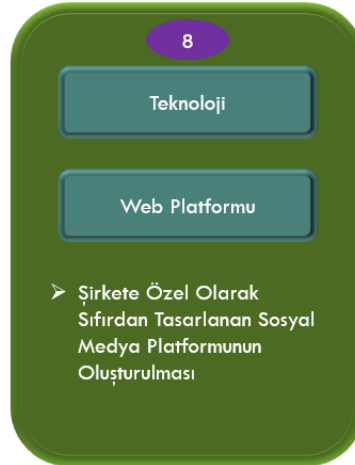 8
Teknoloji
Web Platformu
➢ Şirkete Özel Olarak
Sıfırdan Tasarlanan Sosyal
Medya Platformunun
Oluşturulması